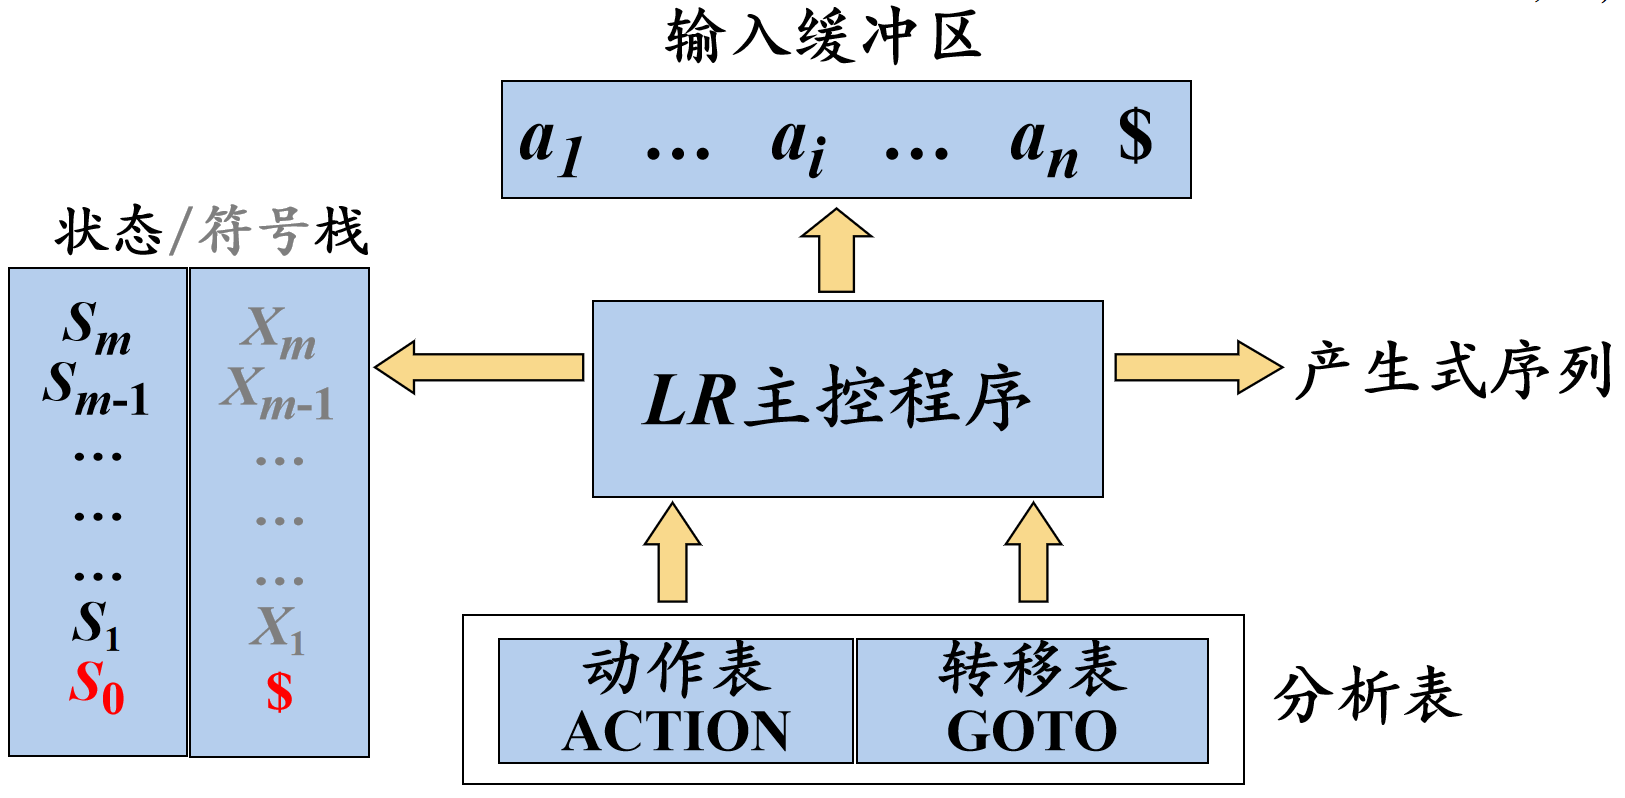 输入缓冲区
a1 … ai … an $
状态/符号栈
Sm Xm
Sm-1 Xm-1
… …
… …
… …
S1 X1
S0 $
LR主控程序
产生式序列
动作表 转移表
ACTION GOTO
分析表